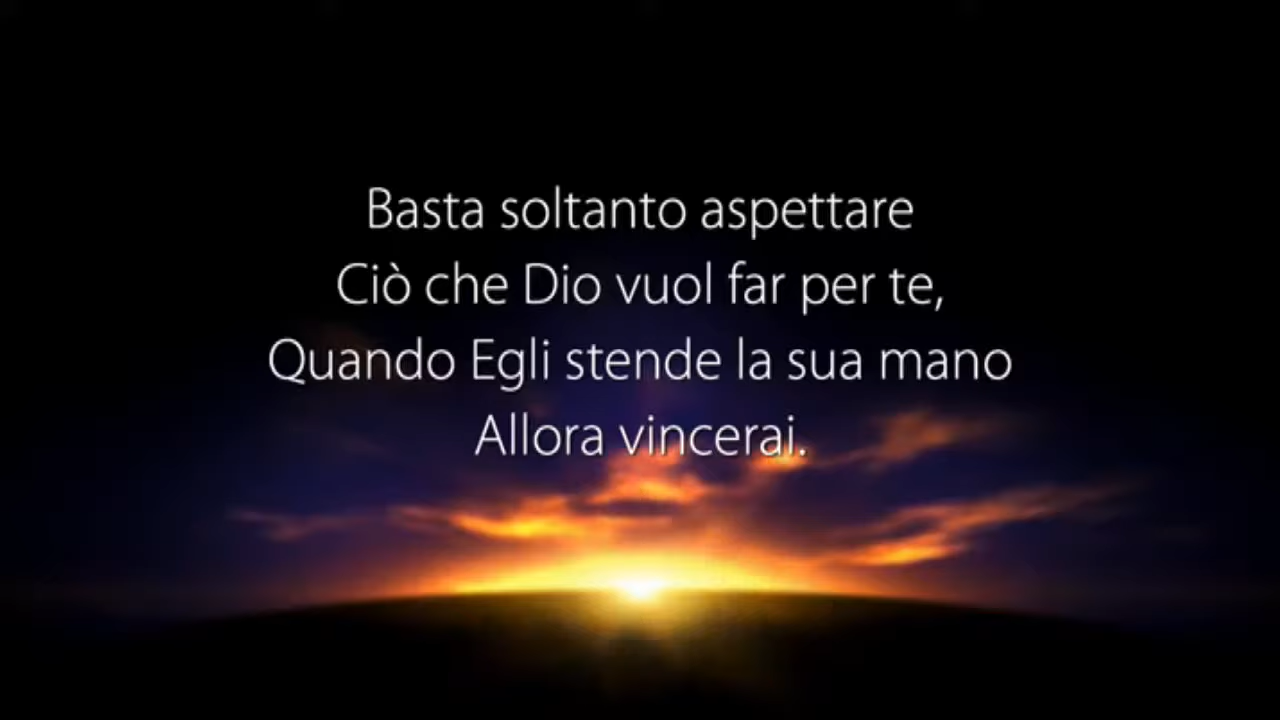 Basta soltanto aspettare
Ciò che Dio vuol far per te,
Quando Egli stende la sua mano
Allora vincerai.